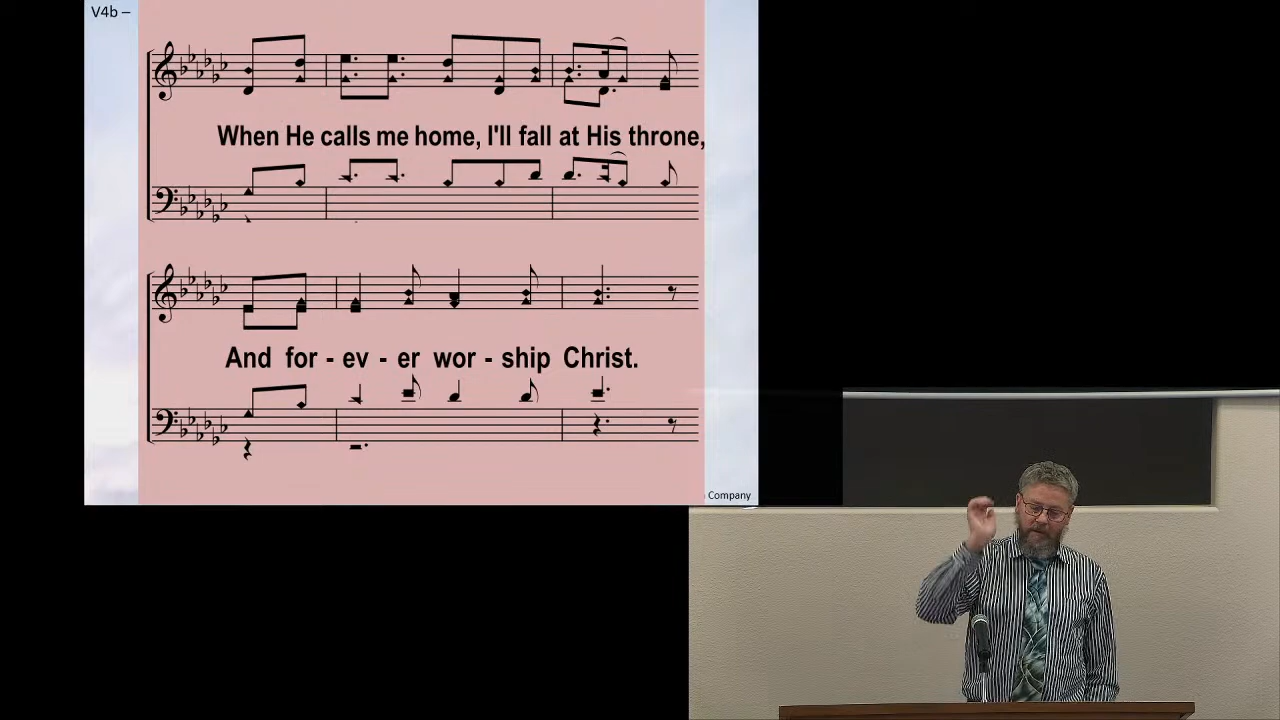 V4b –
When He calls me home, I'll fall at His throne,
And for - ev - er wor - ship Christ.
Company